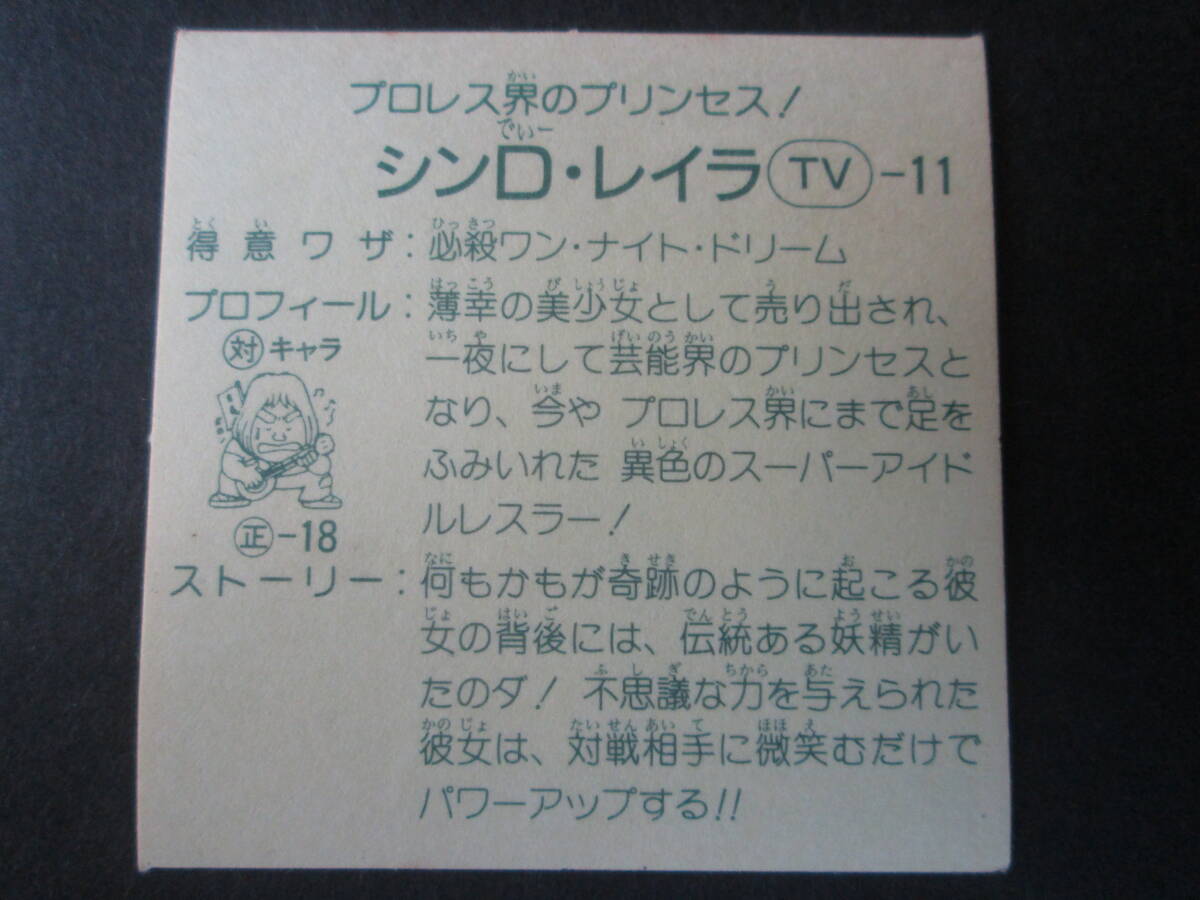 プロレス界のプリンセス!
シンD・レイラ TV -11
得意ワザ:必殺ワン・ナイト・ドリーム
プロフィール:薄幸の美少女として売り出され、
一夜にして芸能界のプリンセスと
なり、今や プロレス界にまで足を
ふみいれた 異色のスーパーアイド
ルレスラー!
対キャラ
正-18
ストーリー:何もかもが奇跡のように起こる彼
女の背後には、伝統ある妖精がい
たのダ! 不思議な力を与えられた
彼女は、対戦相手に微笑むだけで
パワーアップする!!